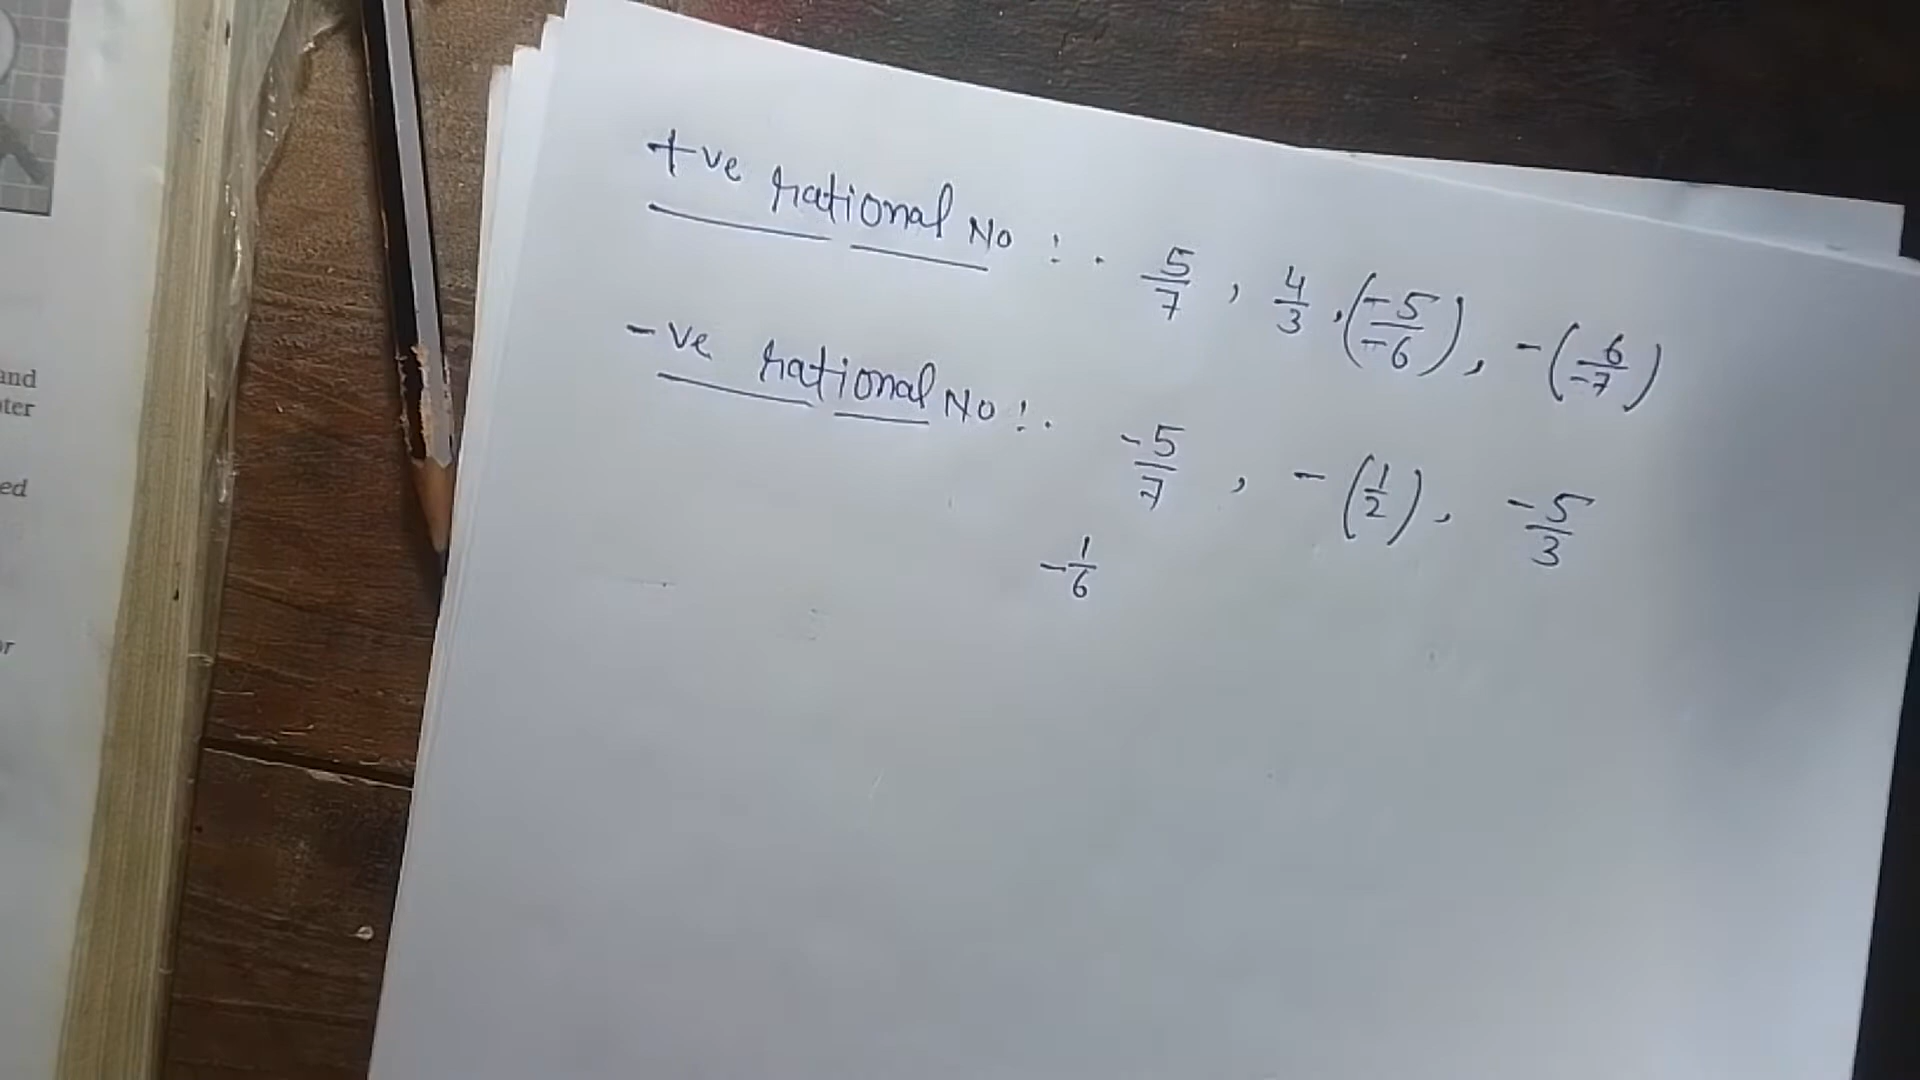 and
ter
ed
or
+ve rational No :. 5/7 , 4/3 , (-5/-6) , -(6/-7)
-ve rational No :. -5/7 , -(1/2) , -5/3
-1/6